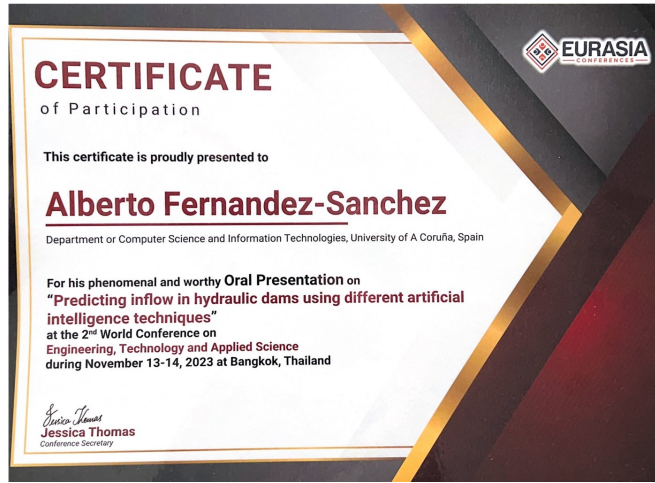 EURASIA
CONFERENCES
CERTIFICATE
of Participation
This certificate is proudly presented to
Alberto Fernandez-Sanchez
Department or Computer Science and Information Technologies, University of A Coruña, Spain
For his phenomenal and worthy Oral Presentation on
“Predicting inflow in hydraulic dams using different artificial
intelligence techniques”
at the 2nd World Conference on
Engineering, Technology and Applied Science
during November 13-14, 2023 at Bangkok, Thailand
Jessica Thomas
Jessica Thomas
Conference Secretary